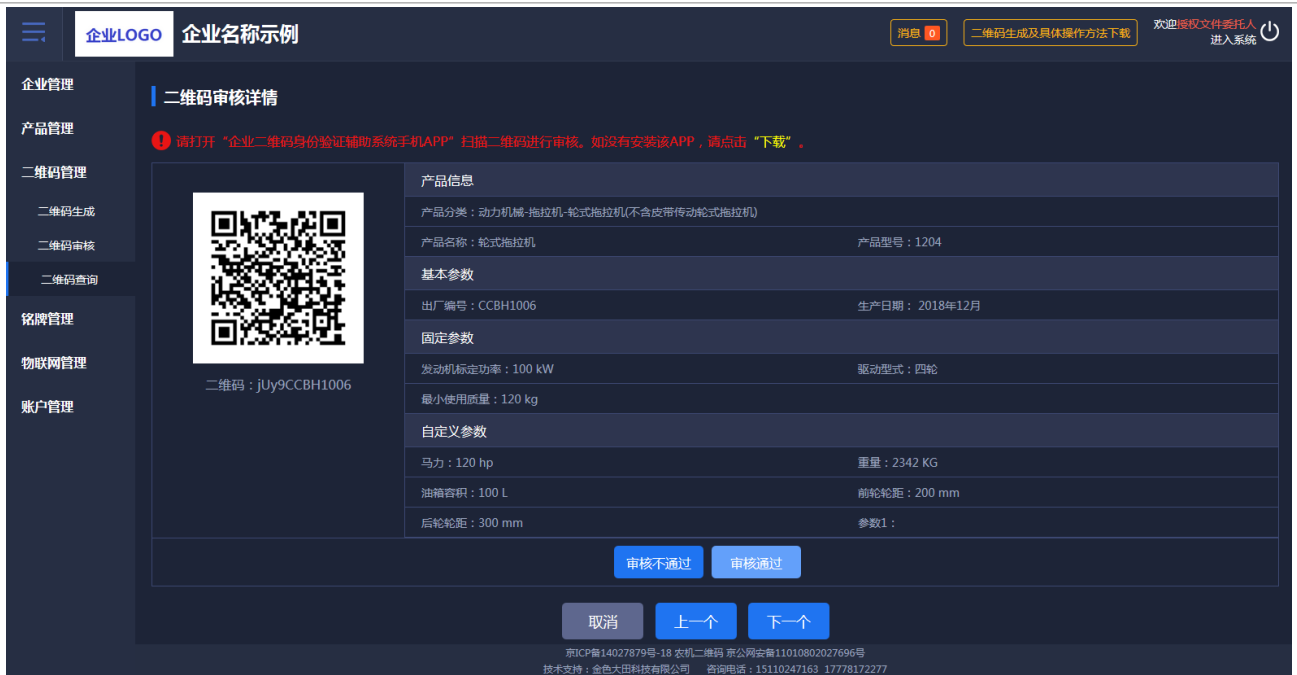 企业LOGO 企业名称示例 消息 0 二维码生成及具体操作方法下载 欢迎授权文件委托人
进入系统
企业管理
产品管理
二维码管理
二维码生成
二维码审核
二维码查询
铭牌管理
物联网管理
账户管理
二维码审核详情
请打开“企业二维码身份验证辅助系统手机APP”扫描二维码进行审核。如没有安装该APP，请点击“下载”。
二维码：jUy9CCBH1006
产品信息
产品分类：动力机械-拖拉机-轮式拖拉机(不含皮带传动轮式拖拉机)
产品名称：轮式拖拉机 产品型号：1204
基本参数
出厂编号：CCBH1006 生产日期： 2018年12月
固定参数
发动机标定功率：100 kW 驱动型式：四轮
最小使用质量：120 kg
自定义参数
马力：120 hp 重量：2342 KG
油箱容积：100 L 前轮轮距：200 mm
后轮轮距：300 mm 参数1：
审核不通过 审核通过
取消 上一个 下一个
京ICP备14027879号-18 农机二维码 京公网安备11010802027696号
技术支持：金色大田科技有限公司 咨询电话：15110247163 17778172277